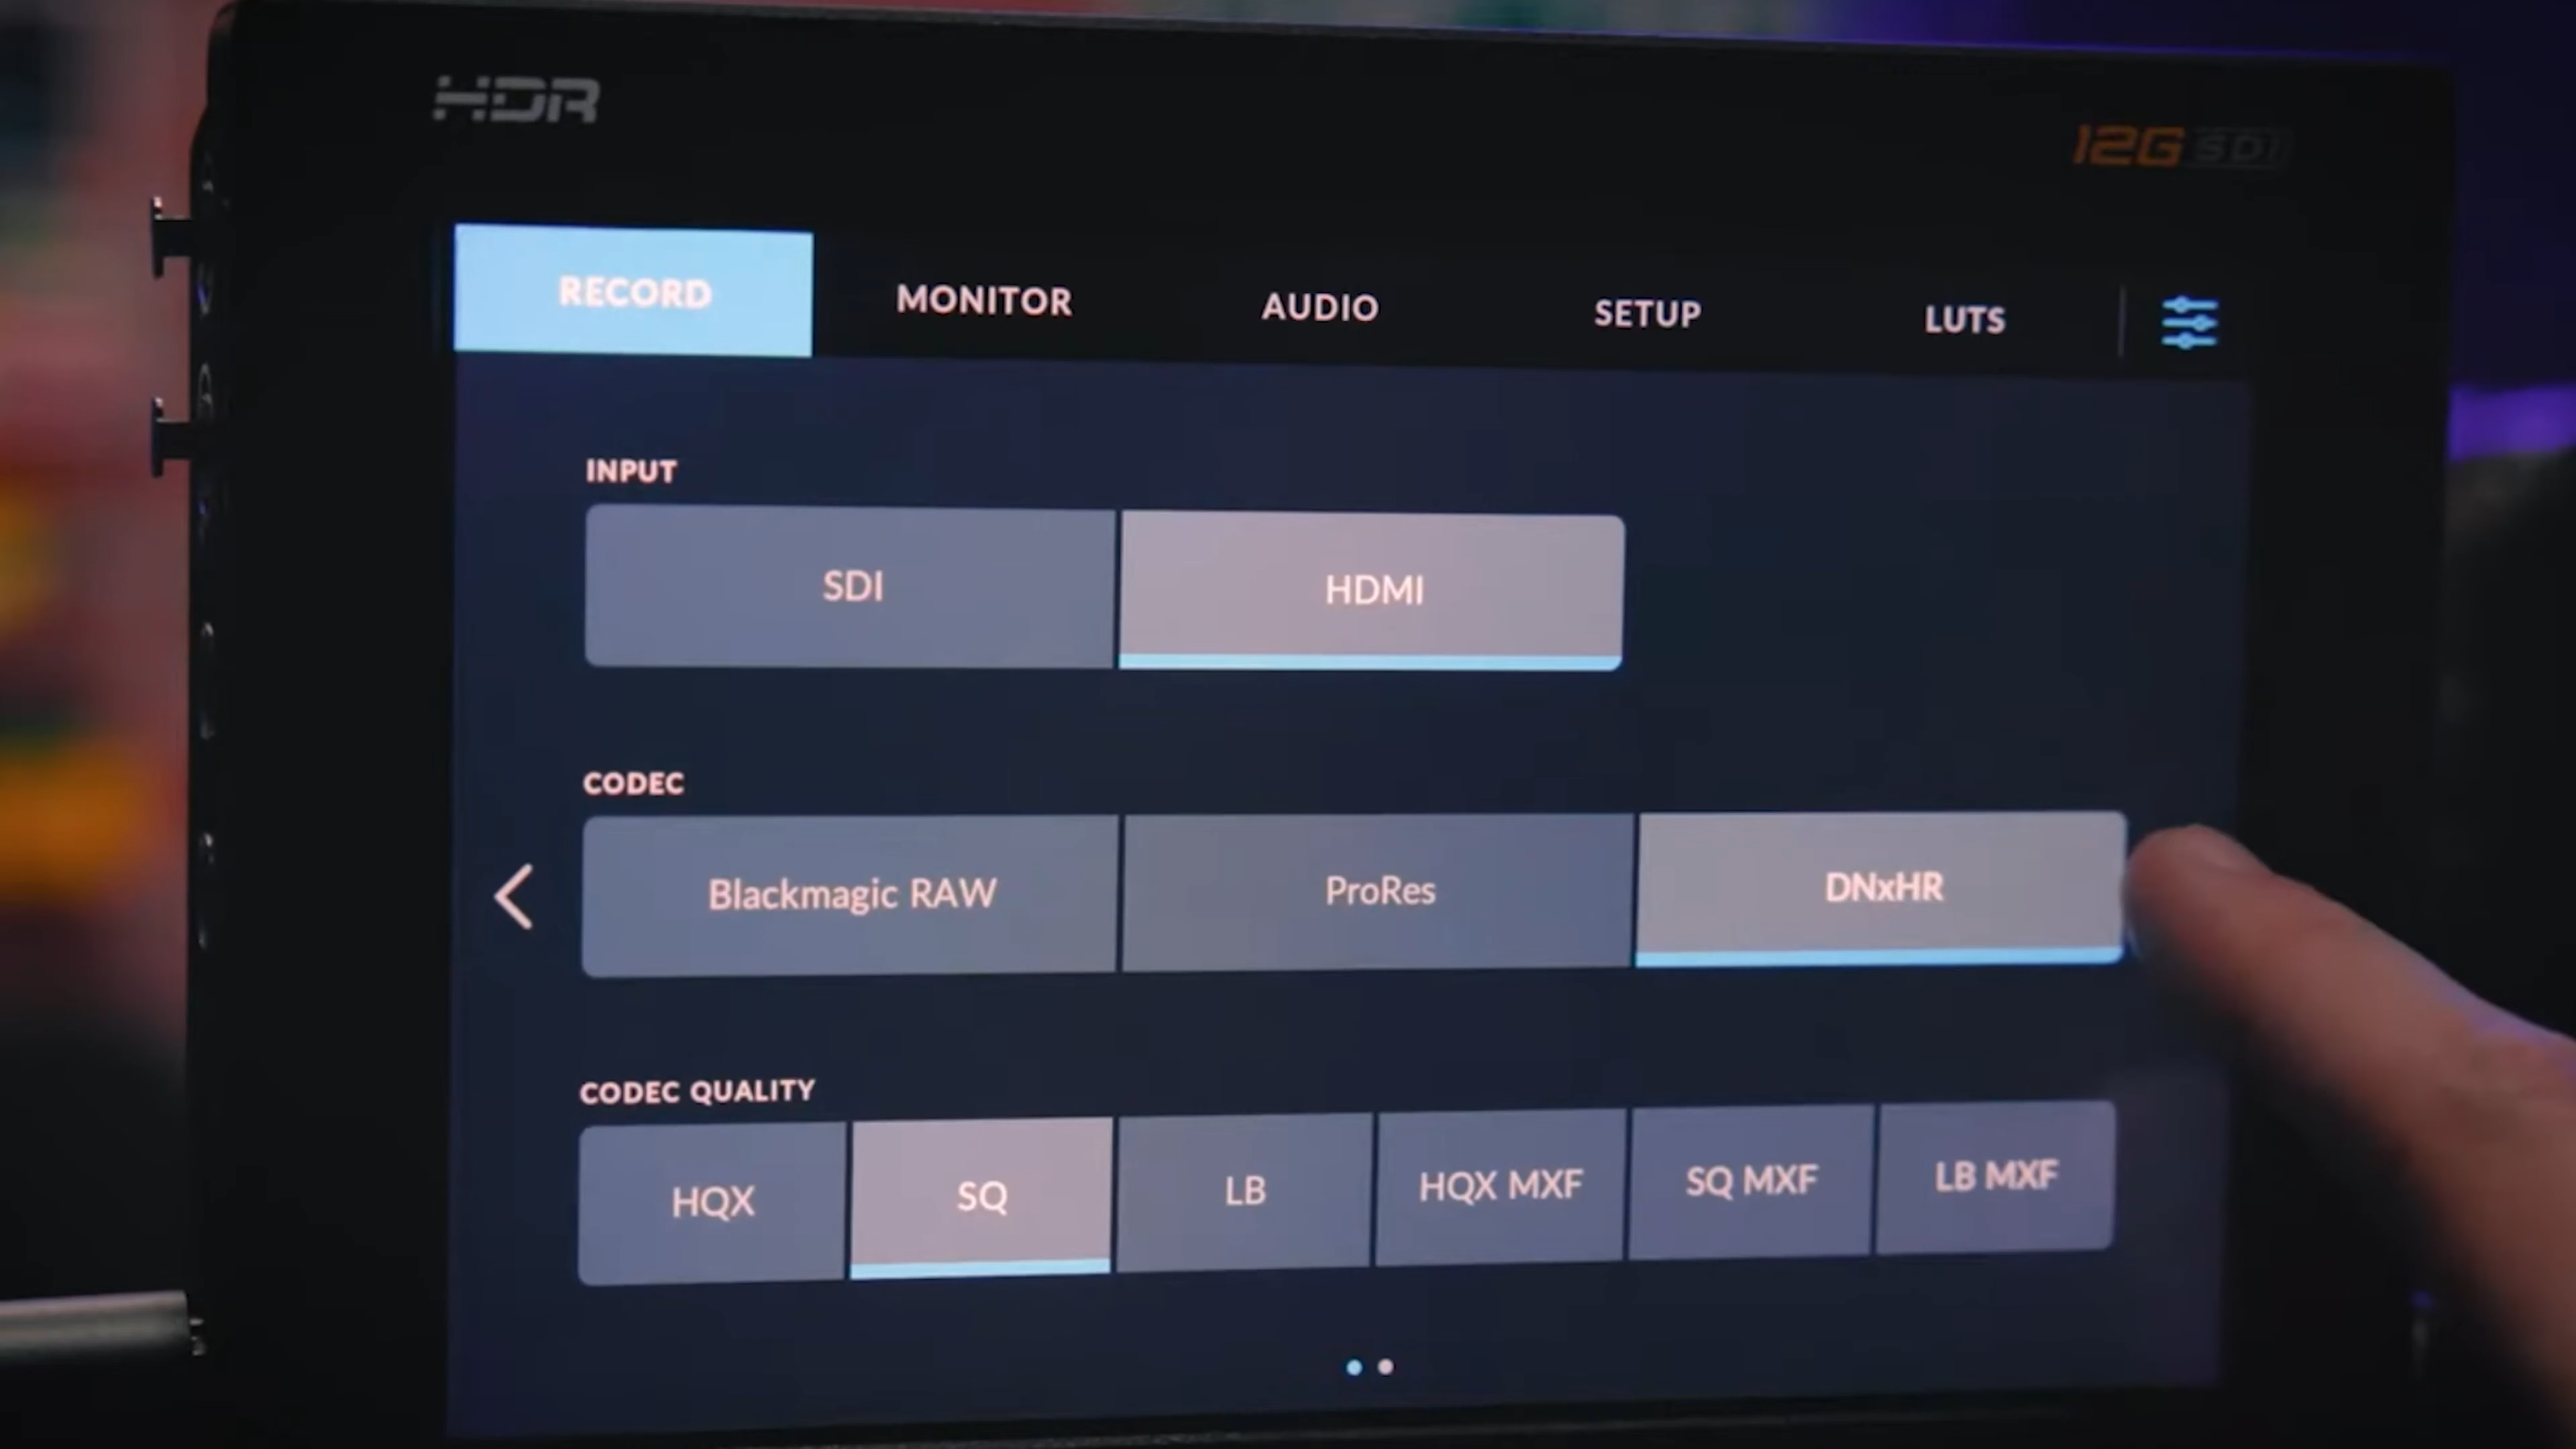 HDR
12G SDI
RECORD MONITOR AUDIO SETUP LUTS
INPUT
SDI HDMI
CODEC
Blackmagic RAW ProRes DNxHR
CODEC QUALITY
HQX SQ LB HQX MXF SQ MXF LB MXF